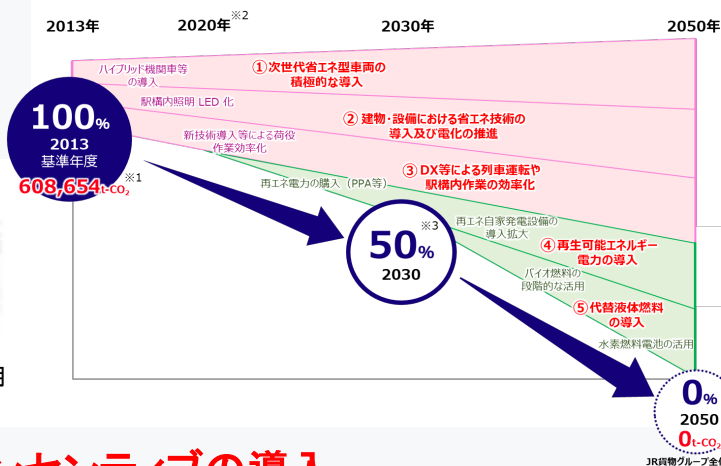 2013年
2020年※2
2030年
2050年
ハイブリッド機関車等
の導入
①次世代省エネ型車両の
積極的な導入
駅構内照明 LED 化
②建物・設備における省エネ技術の
導入及び電化の推進
新技術導入等による荷役
作業効率化
③DX等による列車運転や
駅構内作業の効率化
100%
2013
基準年度
608,654t-CO₂
※1
再エネ電力の購入（PPA等）
※3
50%
2030
再エネ自家発電設備の
導入拡大
④再生可能エネルギー
電力の導入
バイオ燃料の
段階的な活用
⑤代替液体燃料
の導入
水素燃料電池の活用
0%
2050
0t-CO₂
JR貨物グループ全体
センティブの導入